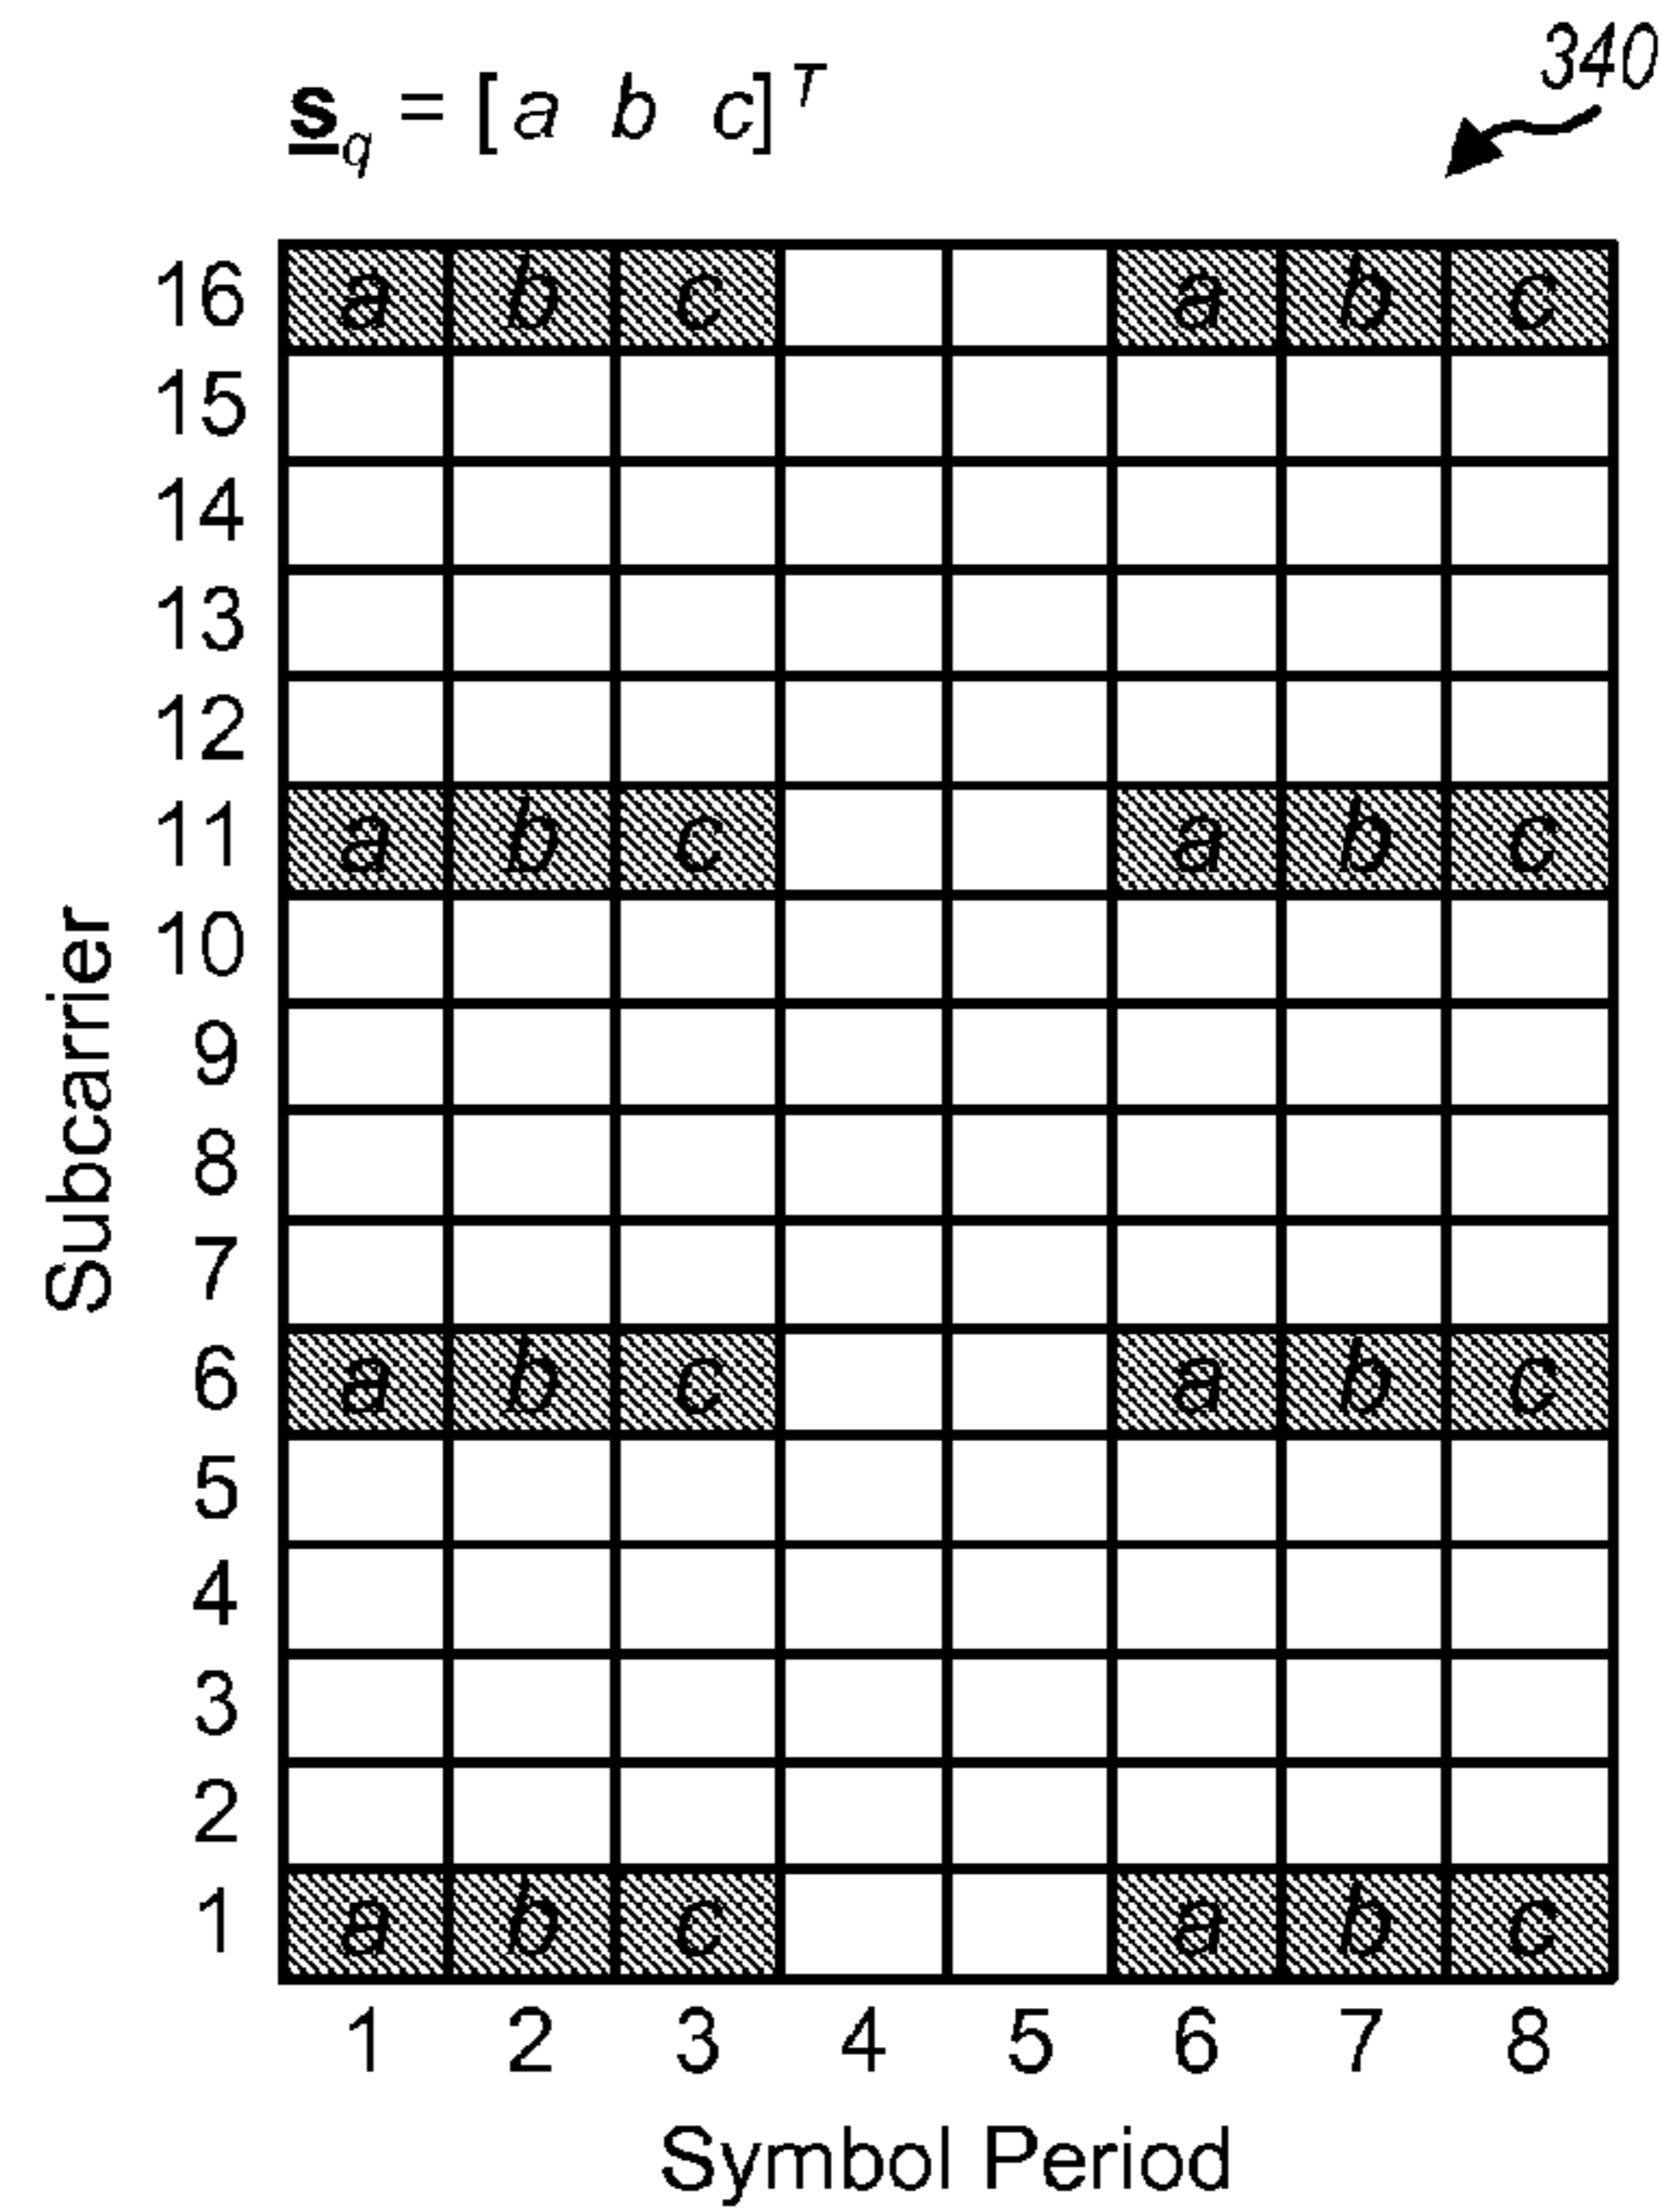 340
s_q = [a b c]^T
16 a b c a b c
15
14
13
12
11 a b c a b c
10
9
8
7
6 a b c a b c
5
4
3
2
1 a b c a b c
1 2 3 4 5 6 7 8
Subcarrier
Symbol Period